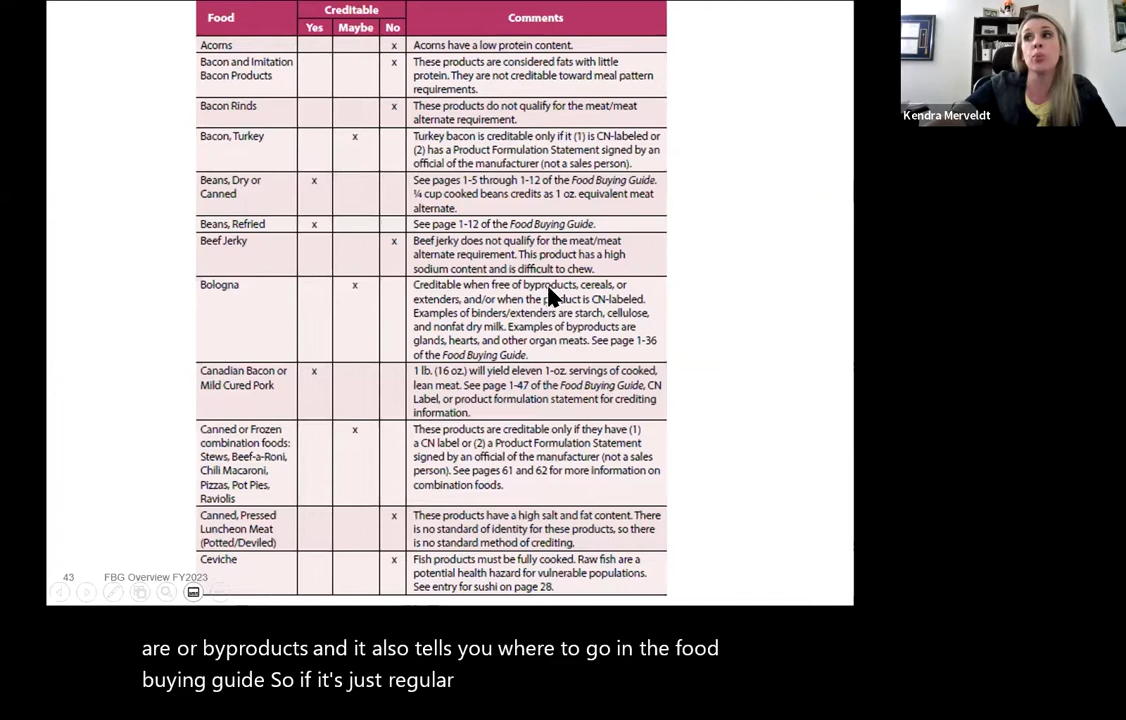 Food
Creditable
Comments
Yes Maybe No
Acorns x Acorns have a low protein content.
Bacon and Imitation x These products are considered fats with little
Bacon Products protein. They are not creditable toward meal pattern
requirements.
Bacon Rinds x These products do not qualify for the meat/meat
alternate requirement.
Bacon, Turkey x Turkey bacon is creditable only if it (1) is CN-labeled or
(2) has a Product Formulation Statement signed by an
official of the manufacturer (not a sales person).
Beans, Dry or x See pages 1-5 through 1-12 of the Food Buying Guide.
Canned ¼ cup cooked beans credits as 1 oz. equivalent meat
alternate.
Beans, Refried x See page 1-12 of the Food Buying Guide.
Beef Jerky x Beef jerky does not qualify for the meat/meat
alternate requirement. This product has a high
sodium content and is difficult to chew.
Bologna x Creditable when free of byproducts, cereals, or
extenders, and/or when the product is CN-labeled.
Examples of binders/extenders are starch, cellulose,
and nonfat dry milk. Examples of byproducts are
glands, hearts, and other organ meats. See page 1-36
of the Food Buying Guide.
Canadian Bacon or x 1 lb. (16 oz.) will yield eleven 1-oz. servings of cooked,
Mild Cured Pork lean meat. See page 1-47 of the Food Buying Guide, CN
Label, or product formulation statement for crediting
information.
Canned or Frozen x These products are creditable only if they have (1)
combination foods: a CN label or (2) a Product Formulation Statement
Stews, Beef-a-Roni, signed by an official of the manufacturer (not a sales
Chili Macaroni, person). See pages 61 and 62 for more information on
Pizzas, Pot Pies, combination foods.
Raviolis
Canned, Pressed x These products have a high salt and fat content. There
Luncheon Meat is no standard of identity for these products, so there
(Potted/Deviled) is no standard method of crediting.
Ceviche x Fish products must be fully cooked. Raw fish are a
potential health hazard for vulnerable populations.
See entry for sushi on page 28.
43 FBG Overview FY2023
Kendra Merveldt
are or byproducts and it also tells you where to go in the food
buying guide So if it's just regular